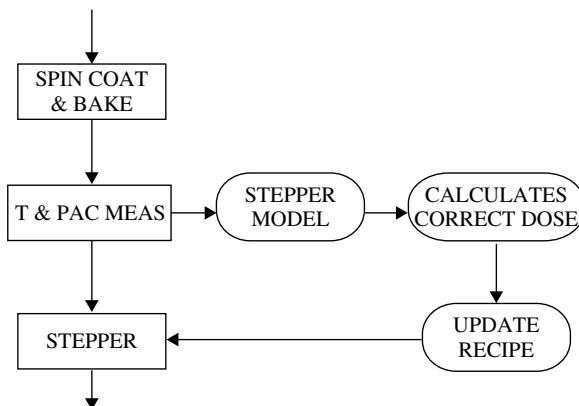 SPIN COAT
& BAKE
T & PAC MEAS
STEPPER
MODEL
CALCULATES
CORRECT DOSE
STEPPER
UPDATE
RECIPE